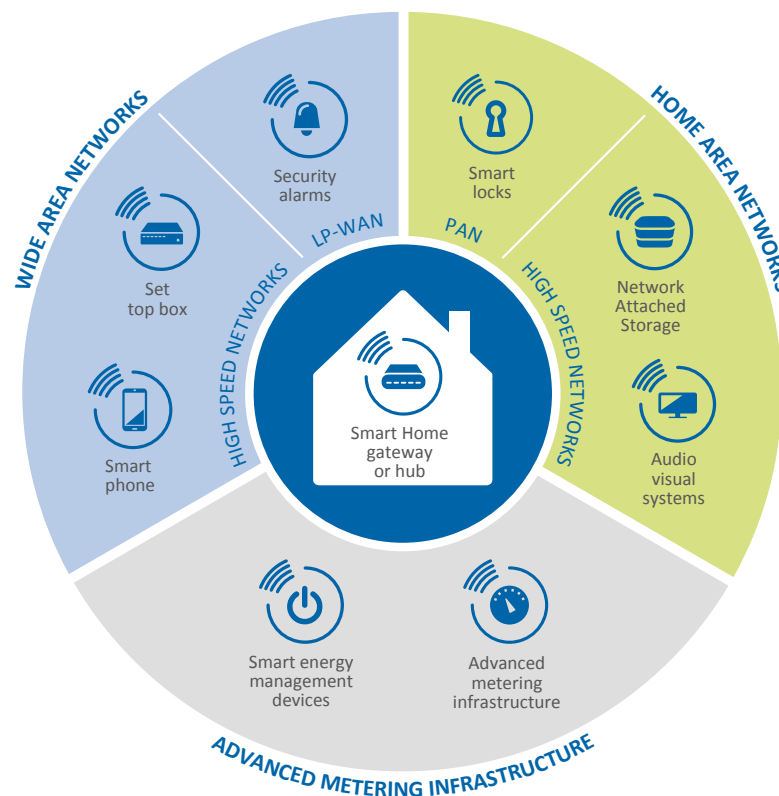 WIDE AREA NETWORKS
HOME AREA NETWORKS
Security
alarms
LP-WAN
Smart
locks
PAN
Set
top box
HIGH SPEED NETWORKS
Smart
phone
Network
Attached
Storage
HIGH SPEED NETWORKS
Audio
visual
systems
Smart Home
gateway
or hub
Smart energy
management
devices
Advanced
metering
infrastructure
ADVANCED METERING INFRASTRUCTURE